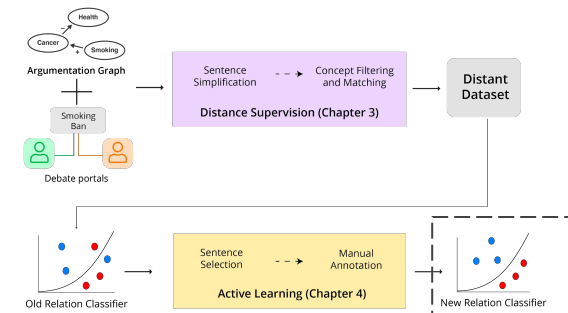 Health
Cancer
−
+
Smoking
Argumentation Graph
Smoking
Ban
Debate portals
Sentence
Simplification
Concept Filtering
and Matching
Distance Supervision (Chapter 3)
Distant
Dataset
Old Relation Classifier
Sentence
Selection
Manual
Annotation
Active Learning (Chapter 4)
New Relation Classifier